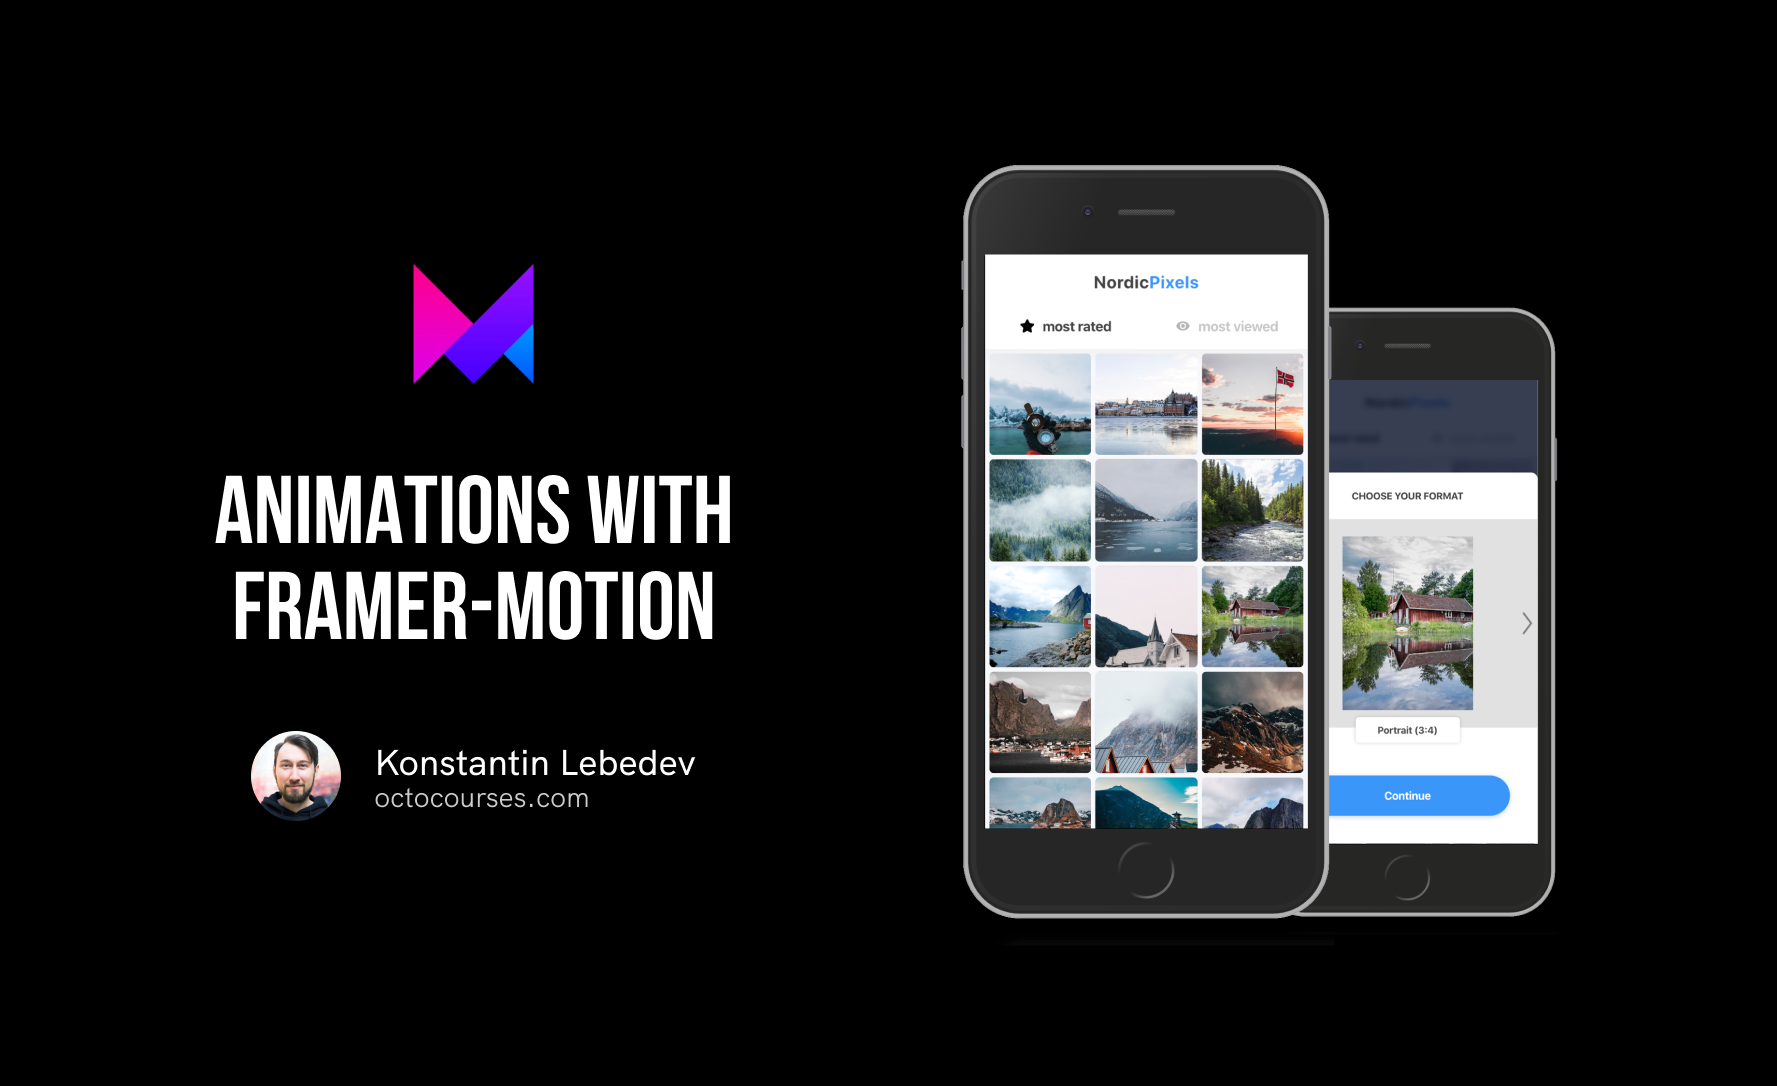 ANIMATIONS WITH
FRAMER-MOTION
Konstantin Lebedev
octocourses.com
NordicPixels
most rated
most viewed
NordicPixels
CHOOSE YOUR FORMAT
Portrait (3:4)
Continue